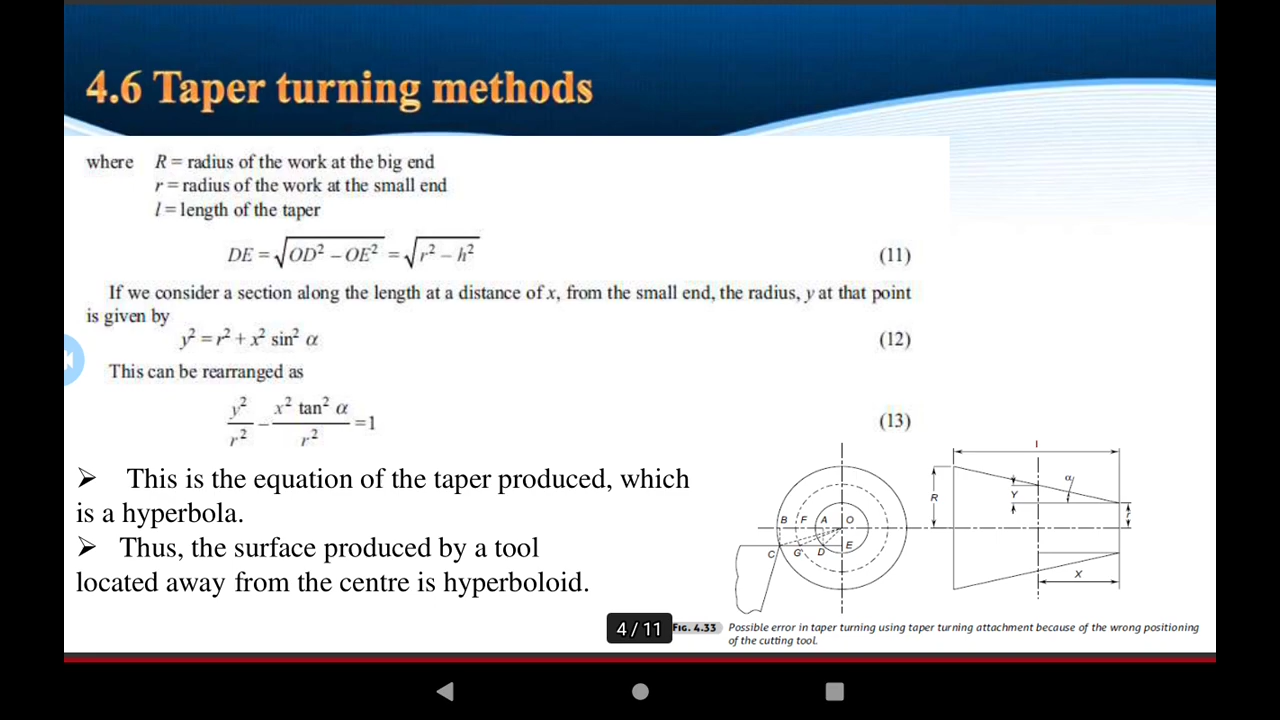 4.6 Taper turning methods
where R = radius of the work at the big end
r = radius of the work at the small end
l = length of the taper
DE = √OD² – OE² = √r² – h² (11)
If we consider a section along the length at a distance of x, from the small end, the radius, y at that point
is given by
y² = r² + x² sin² α (12)
This can be rearranged as
y²/r² – x² tan² α/r² = 1 (13)
➢ This is the equation of the taper produced, which
is a hyperbola.
➢ Thus, the surface produced by a tool
located away from the centre is hyperboloid.
l
R
Y
α
r
B F A O
C G D E
X
4 / 11
FIG. 4.33 Possible error in taper turning using taper turning attachment because of the wrong positioning
of the cutting tool.